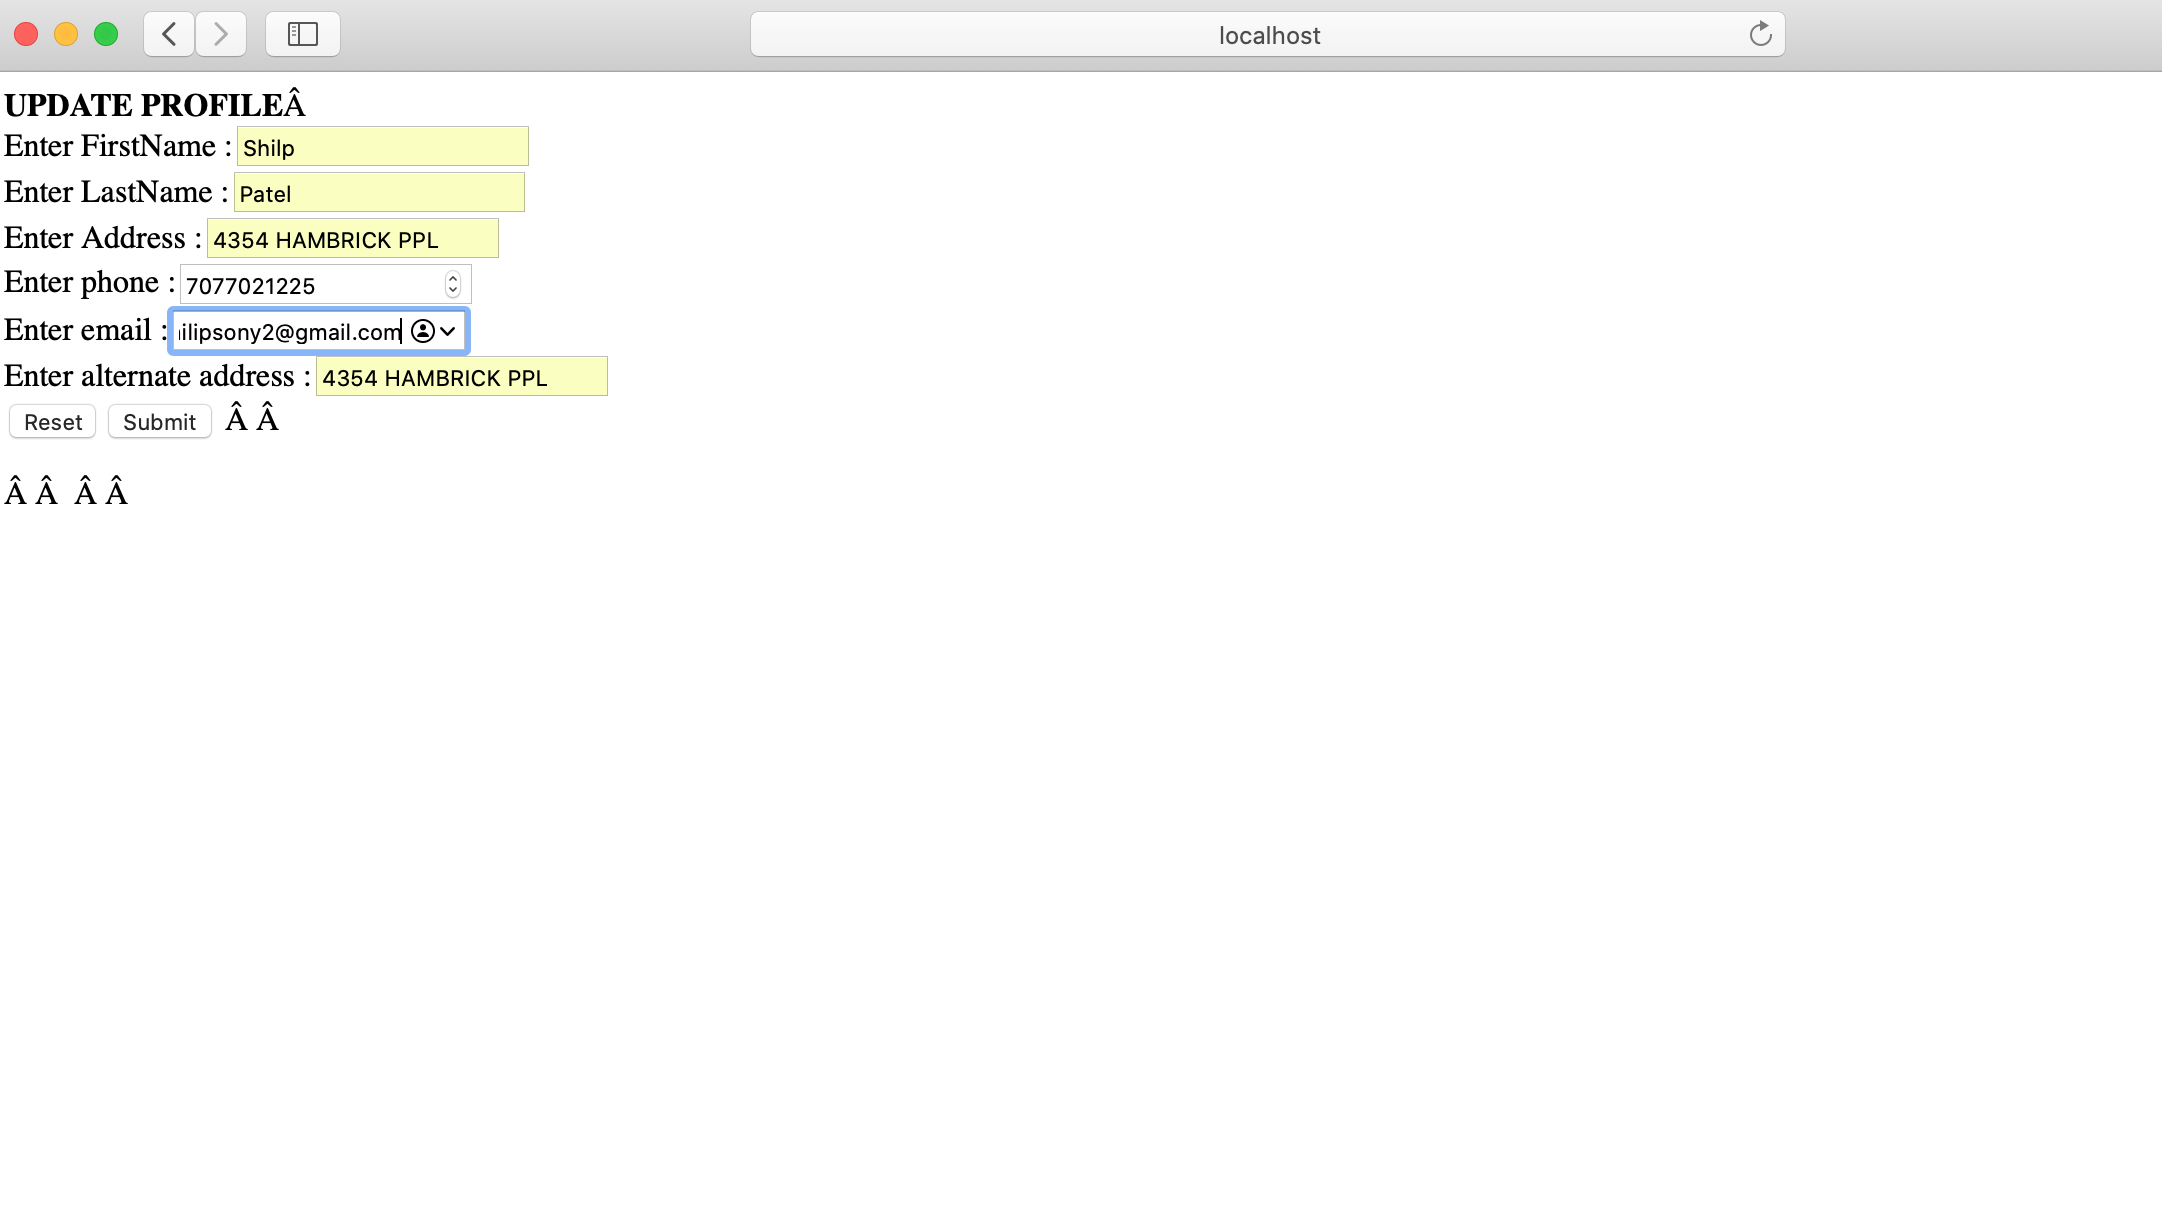 localhost
UPDATE PROFILEÂ
Enter FirstName : Shilp
Enter LastName : Patel
Enter Address : 4354 HAMBRICK PPL
Enter phone : 7077021225
Enter email : ilipsony2@gmail.com
Enter alternate address : 4354 HAMBRICK PPL
Reset Submit Â Â
Â Â Â Â